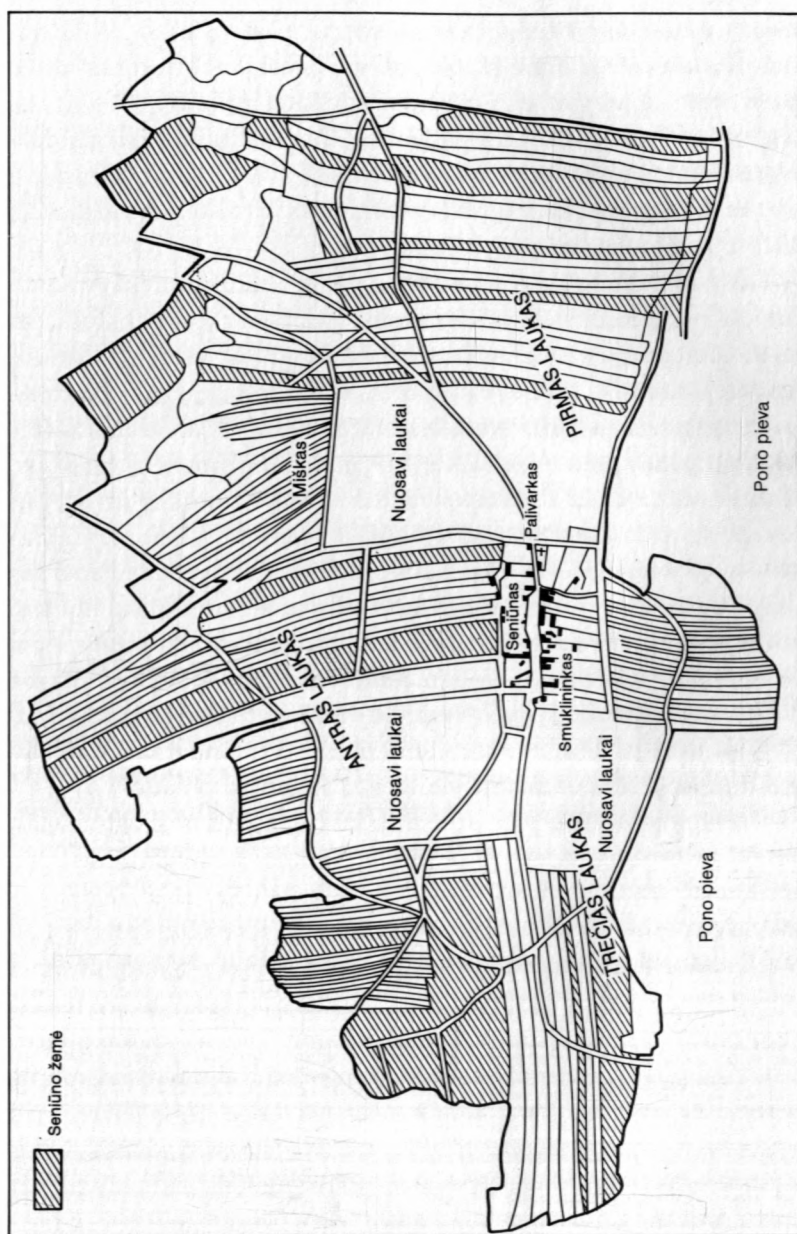 Seniūno žemė
Miškas
Nuosavi laukai
PIRMAS LAUKAS
Palivarkas
Pono pieva
ANTRAS LAUKAS
Seniūnas
Smuklininkas
Nuosavi laukai
Nuosavi laukai
TREČIAS LAUKAS
Pono pieva